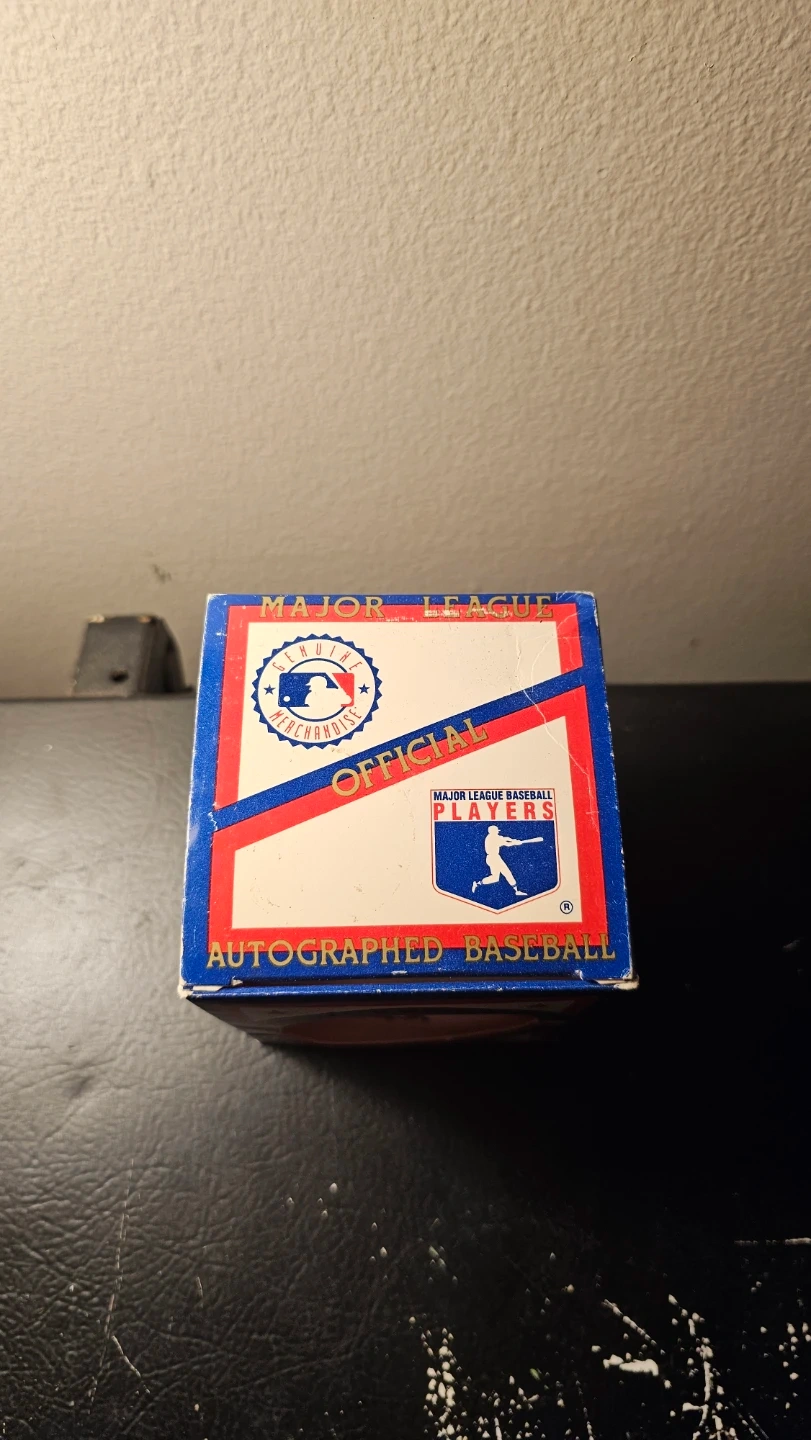 MAJOR LEAGUE
GENUINE
MERCHANDISE
OFFICIAL
MAJOR LEAGUE BASEBALL
PLAYERS
®
AUTOGRAPHED BASEBALL